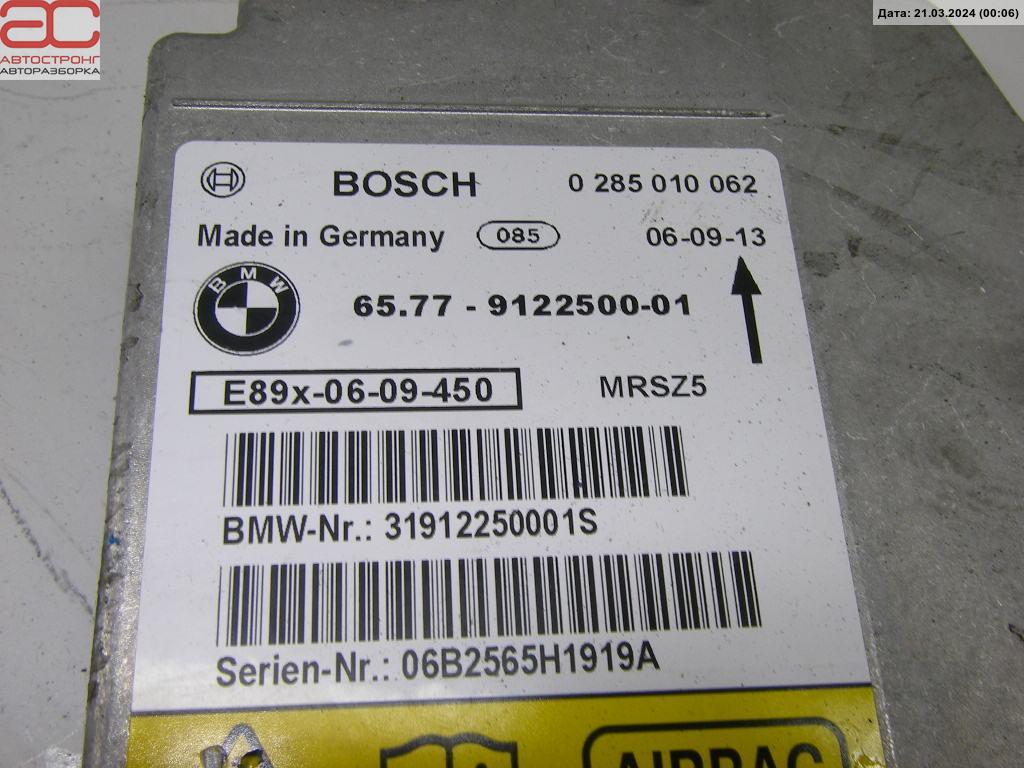 Дата: 21.03.2024 (00:06)
АВТОСТРОНГ
АВТОРАЗБОРКА
BOSCH 0 285 010 062
Made in Germany 085 06-09-13
BMW
65.77 - 9122500-01
E89x-06-09-450 MRSZ5
BMW-Nr.: 31912250001S
Serien-Nr.: 06B2565H1919A
AIRBAG